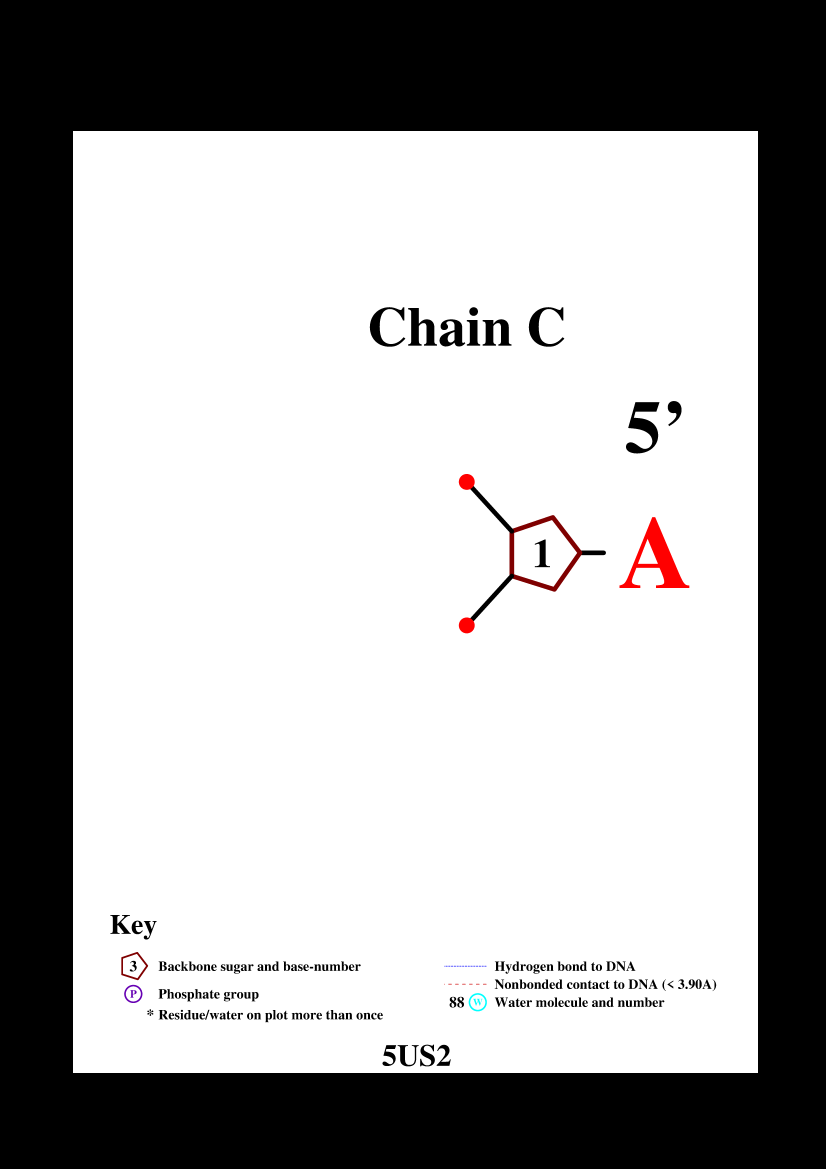 Chain C
5’
1
A
Key
3 Backbone sugar and base-number
P Phosphate group
* Residue/water on plot more than once
Hydrogen bond to DNA
Nonbonded contact to DNA (< 3.90A)
88 W Water molecule and number
5US2